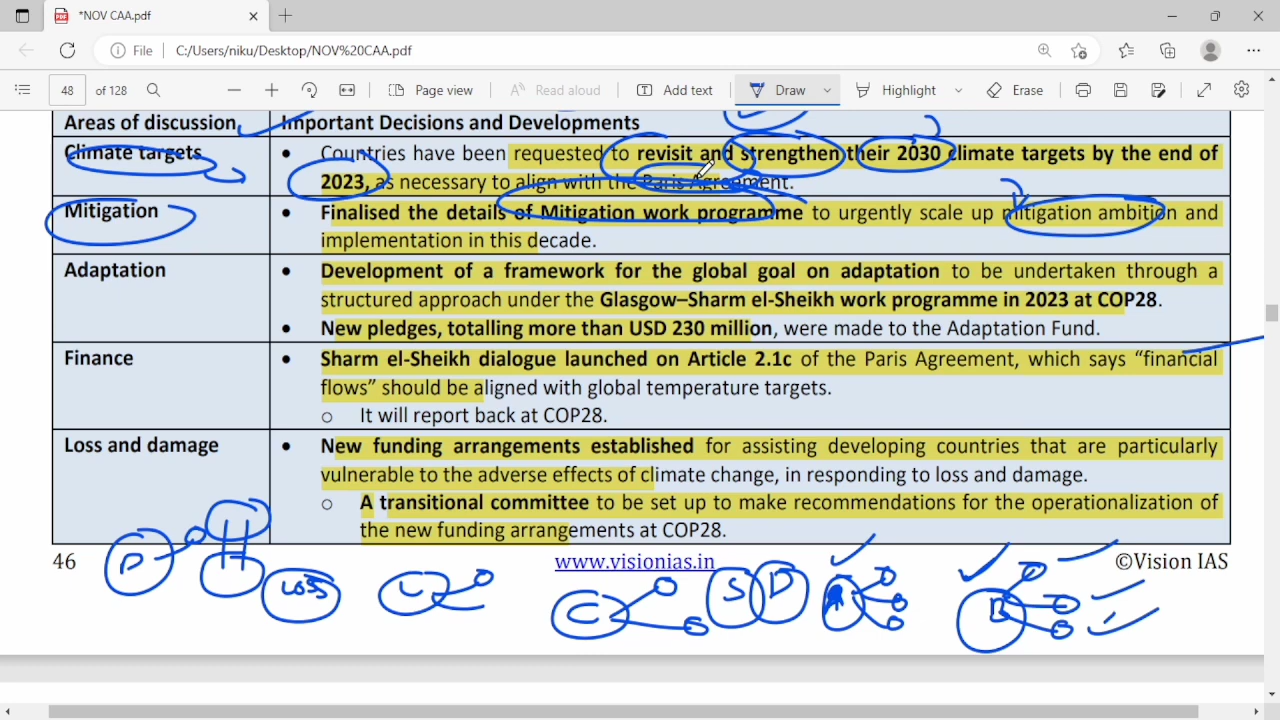 *NOV CAA.pdf
File C:/Users/niku/Desktop/NOV%20CAA.pdf
48 of 128 Page view Read aloud Add text Draw Highlight Erase
Areas of discussion Important Decisions and Developments
Climate targets • Countries have been requested to revisit and strengthen their 2030 climate targets by the end of
2023, as necessary to align with the Paris Agreement.
Mitigation • Finalised the details of Mitigation work programme to urgently scale up mitigation ambition and
implementation in this decade.
Adaptation • Development of a framework for the global goal on adaptation to be undertaken through a
structured approach under the Glasgow–Sharm el-Sheikh work programme in 2023 at COP28.
• New pledges, totalling more than USD 230 million, were made to the Adaptation Fund.
Finance • Sharm el-Sheikh dialogue launched on Article 2.1c of the Paris Agreement, which says “financial
flows” should be aligned with global temperature targets.
o It will report back at COP28.
Loss and damage • New funding arrangements established for assisting developing countries that are particularly
vulnerable to the adverse effects of climate change, in responding to loss and damage.
o A transitional committee to be set up to make recommendations for the operationalization of
the new funding arrangements at COP28.
46 www.visionias.in ©Vision IAS
P Loss L C S D A B